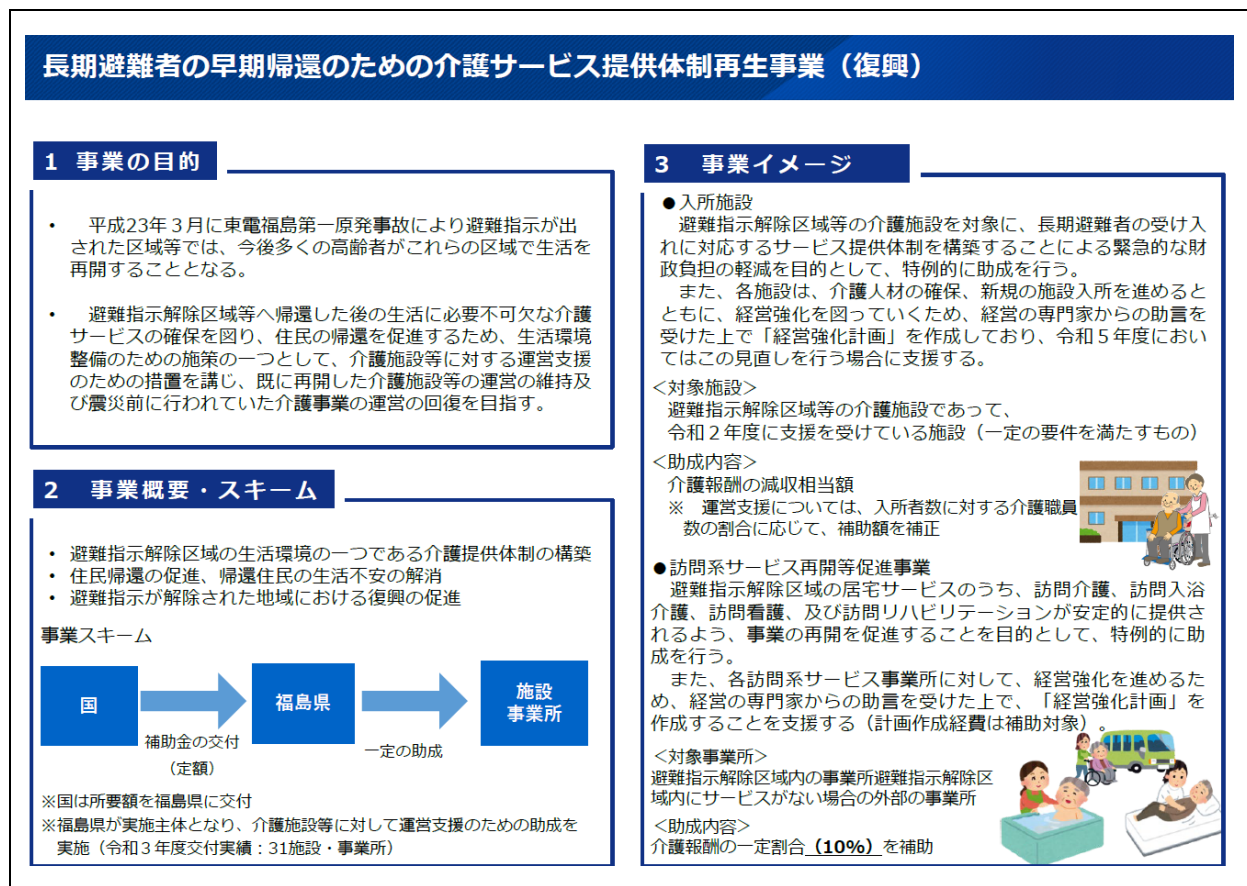 長期避難者の早期帰還のための介護サービス提供体制再生事業（復興）
1 事業の目的
・ 平成23年３月に東電福島第一原発事故により避難指示が出
された区域等では、今後多くの高齢者がこれらの区域で生活を
再開することとなる。
・ 避難指示解除区域等へ帰還した後の生活に必要不可欠な介護
サービスの確保を図り、住民の帰還を促進するため、生活環境
整備のための施策の一つとして、介護施設等に対する運営支援
のための措置を講じ、既に再開した介護施設等の運営の維持及
び震災前に行われていた介護事業の運営の回復を目指す。
2 事業概要・スキーム
・ 避難指示解除区域の生活環境の一つである介護提供体制の構築
・ 住民帰還の促進、帰還住民の生活不安の解消
・ 避難指示が解除された地域における復興の促進
事業スキーム
国
補助金の交付
（定額）
福島県
一定の助成
施設
事業所
※国は所要額を福島県に交付
※福島県が実施主体となり、介護施設等に対して運営支援のための助成を
実施（令和３年度交付実績：31施設・事業所）
3 事業イメージ
●入所施設
避難指示解除区域等の介護施設を対象に、長期避難者の受け入
れに対応するサービス提供体制を構築することによる緊急的な財
政負担の軽減を目的として、特例的に助成を行う。
また、各施設は、介護人材の確保、新規の施設入所を進めると
ともに、経営強化を図っていくため、経営の専門家からの助言を
受けた上で「経営強化計画」を作成しており、令和５年度におい
てはこの見直しを行う場合に支援する。
＜対象施設＞
避難指示解除区域等の介護施設であって、
令和２年度に支援を受けている施設（一定の要件を満たすもの）
＜助成内容＞
介護報酬の減収相当額
※ 運営支援については、入所者数に対する介護職員
数の割合に応じて、補助額を補正
●訪問系サービス再開等促進事業
避難指示解除区域の居宅サービスのうち、訪問介護、訪問入浴
介護、訪問看護、及び訪問リハビリテーションが安定的に提供さ
れるよう、事業の再開を促進することを目的として、特例的に助
成を行う。
また、各訪問系サービス事業所に対して、経営強化を進めるた
め、経営の専門家からの助言を受けた上で、「経営強化計画」を
作成することを支援する（計画作成経費は補助対象）。
＜対象事業所＞
避難指示解除区域内の事業所避難指示解除区
域内にサービスがない場合の外部の事業所
＜助成内容＞
介護報酬の一定割合（10%）を補助